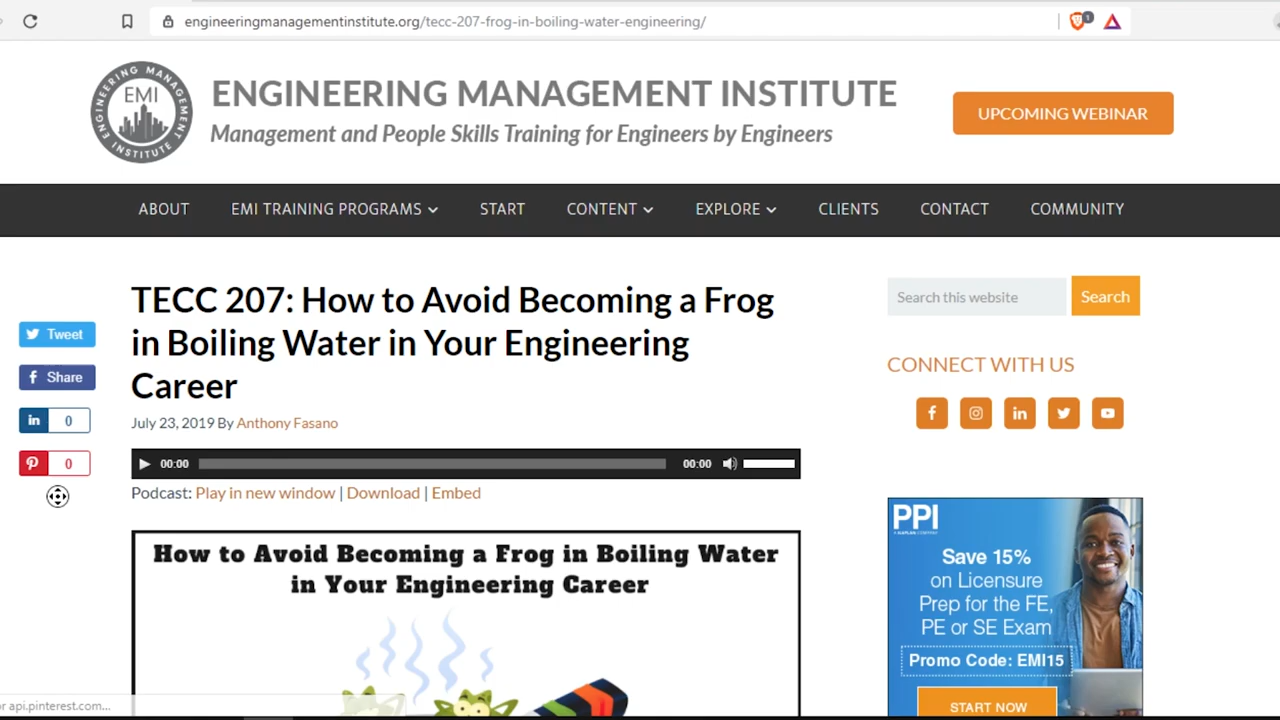 engineeringmanagementinstitute.org/tecc-207-frog-in-boiling-water-engineering/
1
ENGINEERING MANAGEMENT INSTITUTE
EMI
ENGINEERING MANAGEMENT INSTITUTE
Management and People Skills Training for Engineers by Engineers
UPCOMING WEBINAR
ABOUT EMI TRAINING PROGRAMS START CONTENT EXPLORE CLIENTS CONTACT COMMUNITY
TECC 207: How to Avoid Becoming a Frog
in Boiling Water in Your Engineering
Career
July 23, 2019 By Anthony Fasano
00:00 00:00
Podcast: Play in new window | Download | Embed
Tweet
Share
in 0
0
How to Avoid Becoming a Frog in Boiling Water
in Your Engineering Career
Search this website Search
CONNECT WITH US
PPI
Save 15%
on Licensure
Prep for the FE,
PE or SE Exam
Promo Code: EMI15
START NOW
or api.pinterest.com...